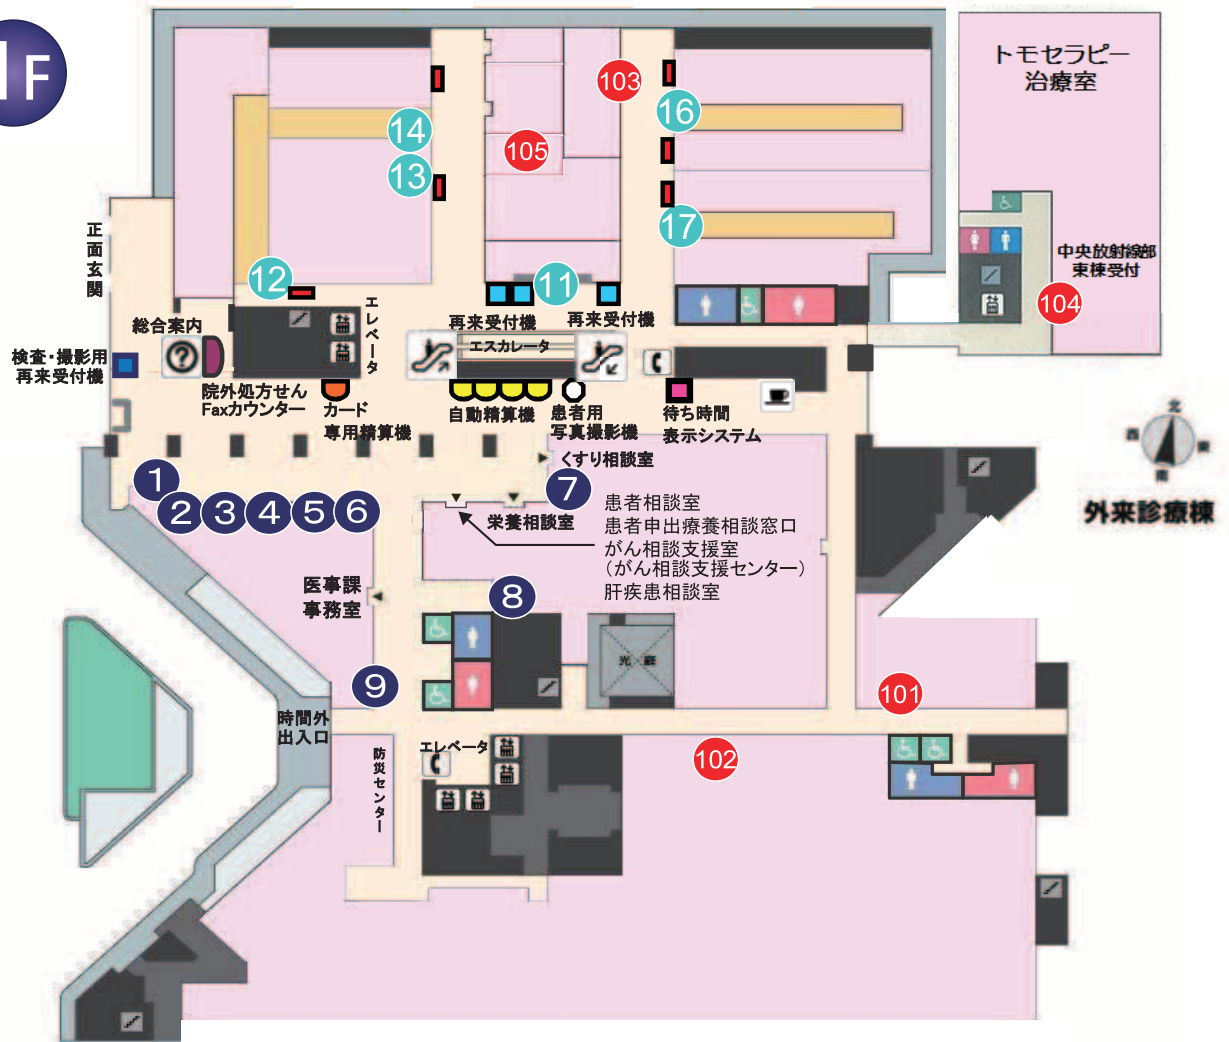 1F
トモセラピー
治療室
103
14
16
105
13
17
正面玄関
中央放射線部
東棟受付
12
11
104
エレベータ
総合案内
再来受付機
再来受付機
エスカレータ
検査・撮影用
再来受付機
院外処方せん
Faxカウンター
カード
専用精算機
自動精算機
患者用
写真撮影機
待ち時間
表示システム
北
西
東
南
外来診療棟
くすり相談室
1
2
3
4
5
6
7
栄養相談室
患者相談室
患者申出療養相談窓口
がん相談支援室
(がん相談支援センター)
肝疾患相談室
医事課
事務室
8
光庭
9
101
時間外
出入口
防災センター
エレベータ
102